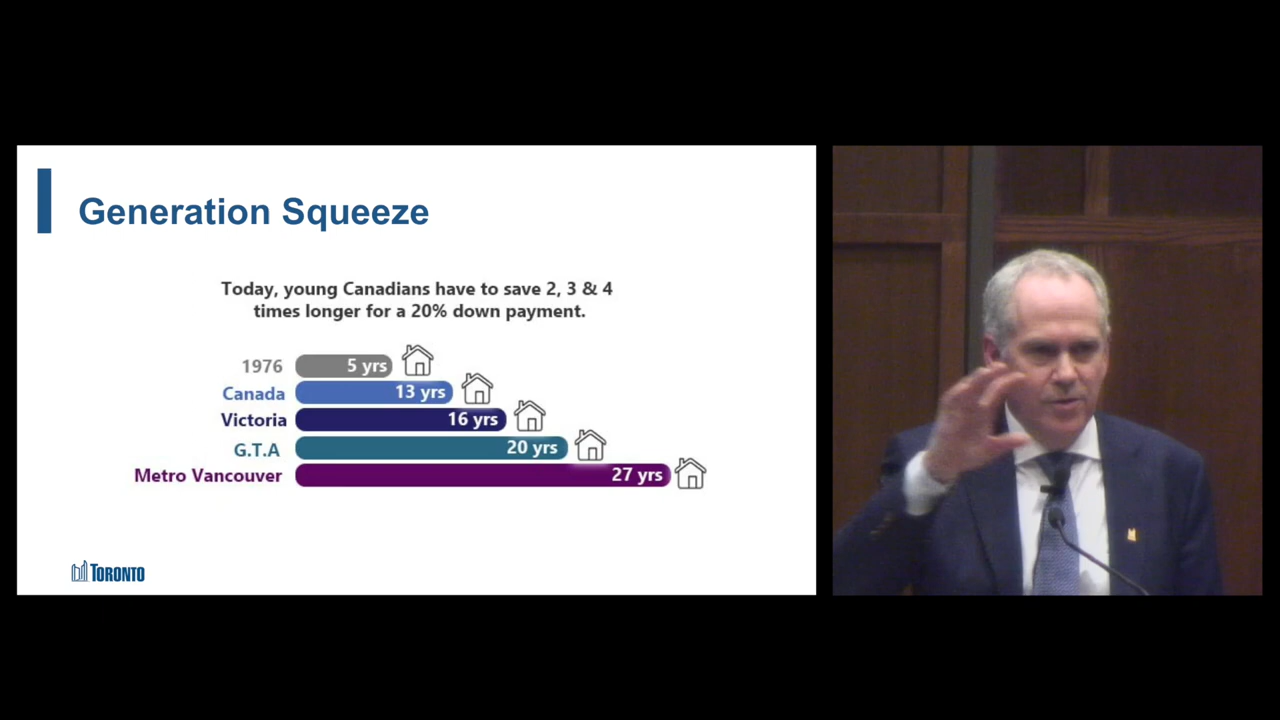 Generation Squeeze
Today, young Canadians have to save 2, 3 & 4
times longer for a 20% down payment.
1976 5 yrs
Canada 13 yrs
Victoria 16 yrs
G.T.A 20 yrs
Metro Vancouver 27 yrs
TORONTO